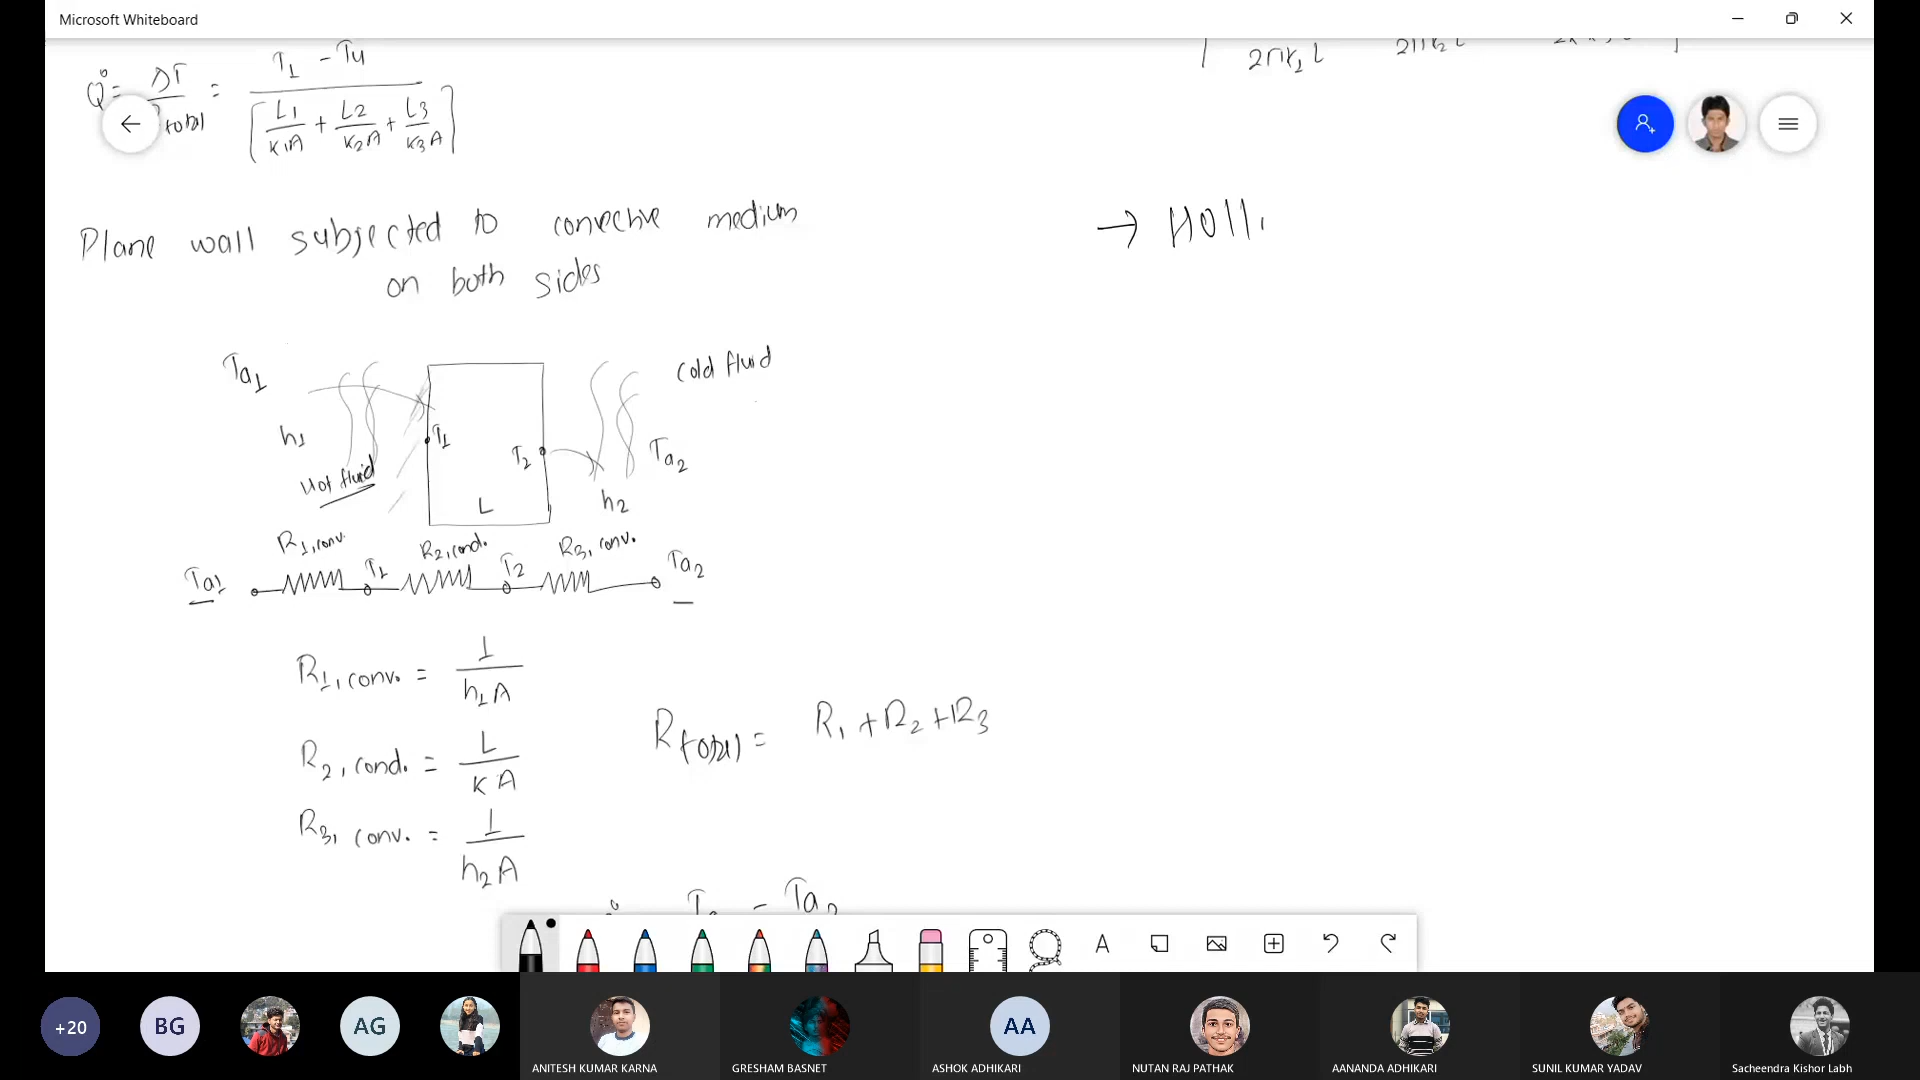 Microsoft Whiteboard
Q̇ = ΔT / total = T1 - T4 / [L1/K1A + L2/K2A + L3/K3A]
2πr2L 2πr2L
Plane wall subjected to convective medium
on both sides
→ Holl
Ta1
cold fluid
h1
T1
T2
Ta2
Hot fluid
L
h2
R1,conv. R2,cond. R3,conv.
Ta1 T1 T2 Ta2
R1,conv. = 1/h1A
Rtotal = R1 + R2 + R3
R2,cond. = L/KA
R3,conv. = 1/h2A
- Ta2
A
+20
BG
AG
AA
ANITESH KUMAR KARNA
GRESHAM BASNET
ASHOK ADHIKARI
NUTAN RAJ PATHAK
AANANDA ADHIKARI
SUNIL KUMAR YADAV
Sacheendra Kishor Labh